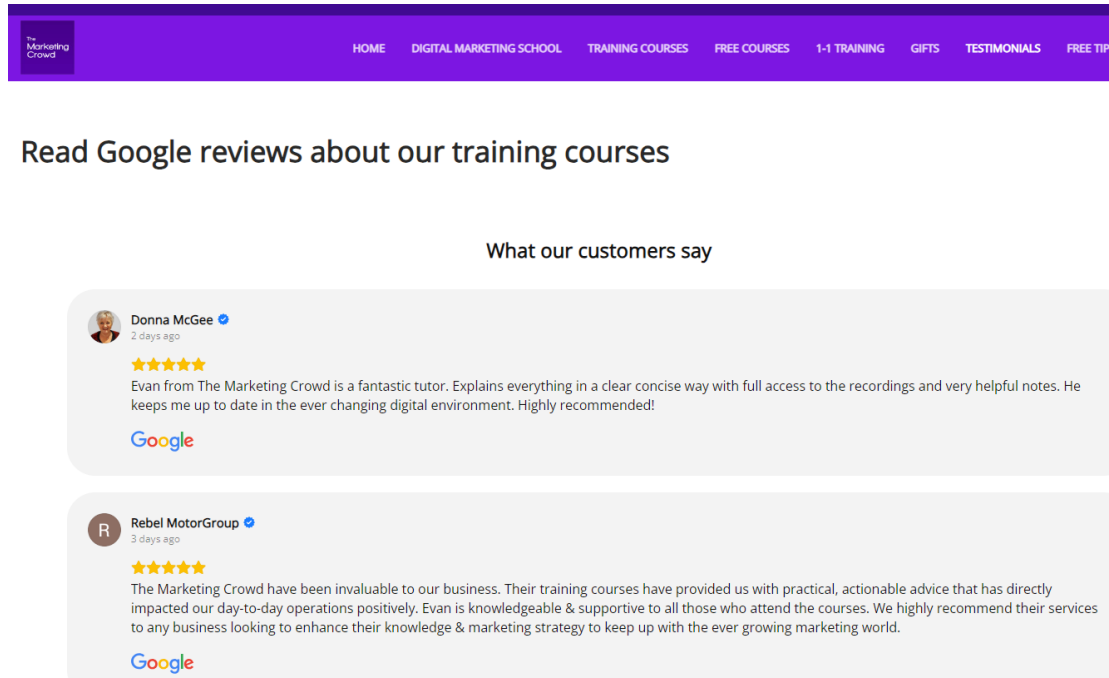 The
Marketing
Crowd
HOME DIGITAL MARKETING SCHOOL TRAINING COURSES FREE COURSES 1-1 TRAINING GIFTS TESTIMONIALS FREE TIP
Read Google reviews about our training courses
What our customers say
Donna McGee
2 days ago
Evan from The Marketing Crowd is a fantastic tutor. Explains everything in a clear concise way with full access to the recordings and very helpful notes. He
keeps me up to date in the ever changing digital environment. Highly recommended!
Google
R
Rebel MotorGroup
3 days ago
The Marketing Crowd have been invaluable to our business. Their training courses have provided us with practical, actionable advice that has directly
impacted our day-to-day operations positively. Evan is knowledgeable & supportive to all those who attend the courses. We highly recommend their services
to any business looking to enhance their knowledge & marketing strategy to keep up with the ever growing marketing world.
Google